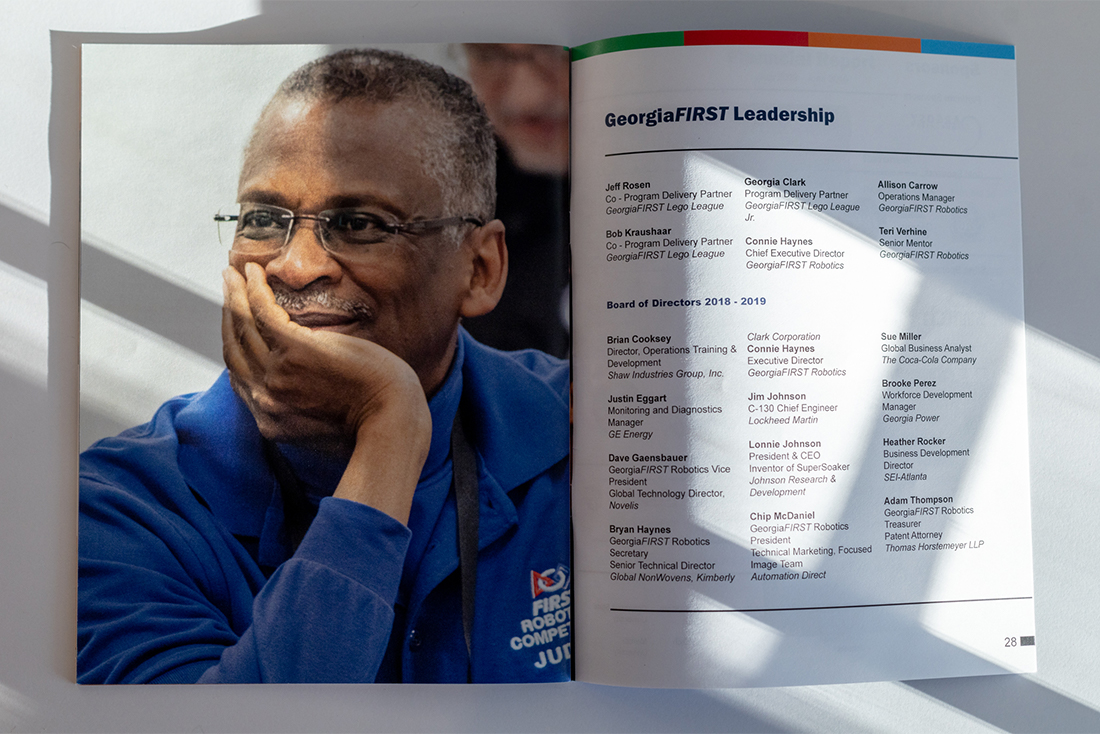 FIRS
ROBOT
COMPET
JUD
GeorgiaFIRST Leadership
Jeff Rosen
Co - Program Delivery Partner
GeorgiaFIRST Lego League
Bob Kraushaar
Co - Program Delivery Partner
GeorgiaFIRST Lego League
Georgia Clark
Program Delivery Partner
GeorgiaFIRST Lego League
Jr.
Connie Haynes
Chief Executive Director
GeorgiaFIRST Robotics
Allison Carrow
Operations Manager
GeorgiaFIRST Robotics
Teri Verhine
Senior Mentor
GeorgiaFIRST Robotics
Board of Directors 2018 - 2019
Brian Cooksey
Director, Operations Training &
Development
Shaw Industries Group, Inc.
Justin Eggart
Monitoring and Diagnostics
Manager
GE Energy
Dave Gaensbauer
GeorgiaFIRST Robotics Vice
President
Global Technology Director,
Novelis
Bryan Haynes
GeorgiaFIRST Robotics
Secretary
Senior Technical Director
Global NonWovens, Kimberly
Clark Corporation
Connie Haynes
Executive Director
GeorgiaFIRST Robotics
Jim Johnson
C-130 Chief Engineer
Lockheed Martin
Lonnie Johnson
President & CEO
Inventor of SuperSoaker
Johnson Research &
Development
Chip McDaniel
GeorgiaFIRST Robotics
President
Technical Marketing, Focused
Image Team
Automation Direct
Sue Miller
Global Business Analyst
The Coca-Cola Company
Brooke Perez
Workforce Development
Manager
Georgia Power
Heather Rocker
Business Development
Director
SEI-Atlanta
Adam Thompson
GeorgiaFIRST Robotics
Treasurer
Patent Attorney
Thomas Horstemeyer LLP
28